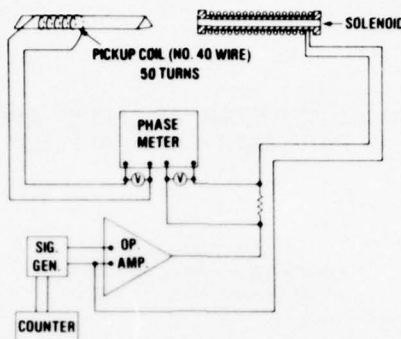 SOLENOID
PICKUP COIL (NO. 40 WIRE)
50 TURNS
PHASE
METER
V
V
SIG.
GEN.
OP.
AMP.
COUNTER